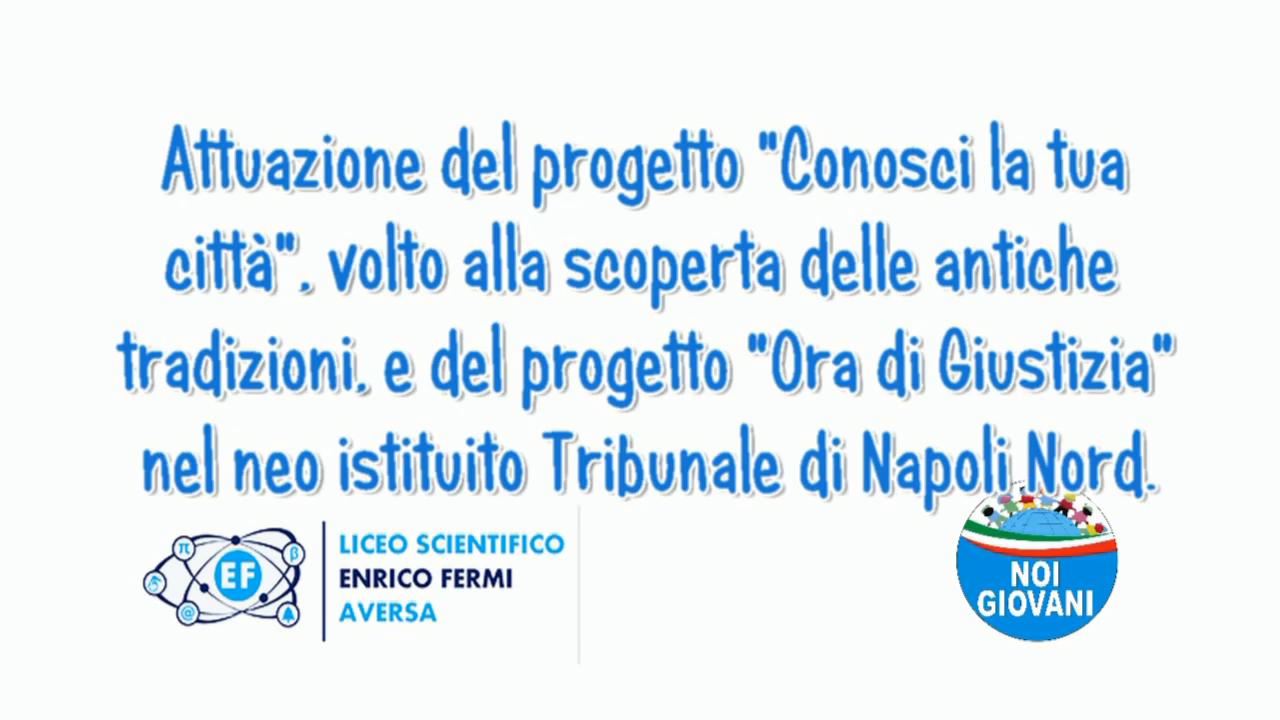 Attuazione del progetto "Conosci la tua
città", volto alla scoperta delle antiche
tradizioni, e del progetto "Ora di Giustizia"
nel neo istituito Tribunale di Napoli Nord.
π
β
EF
@
LICEO SCIENTIFICO
ENRICO FERMI
AVERSA
NOI
GIOVANI